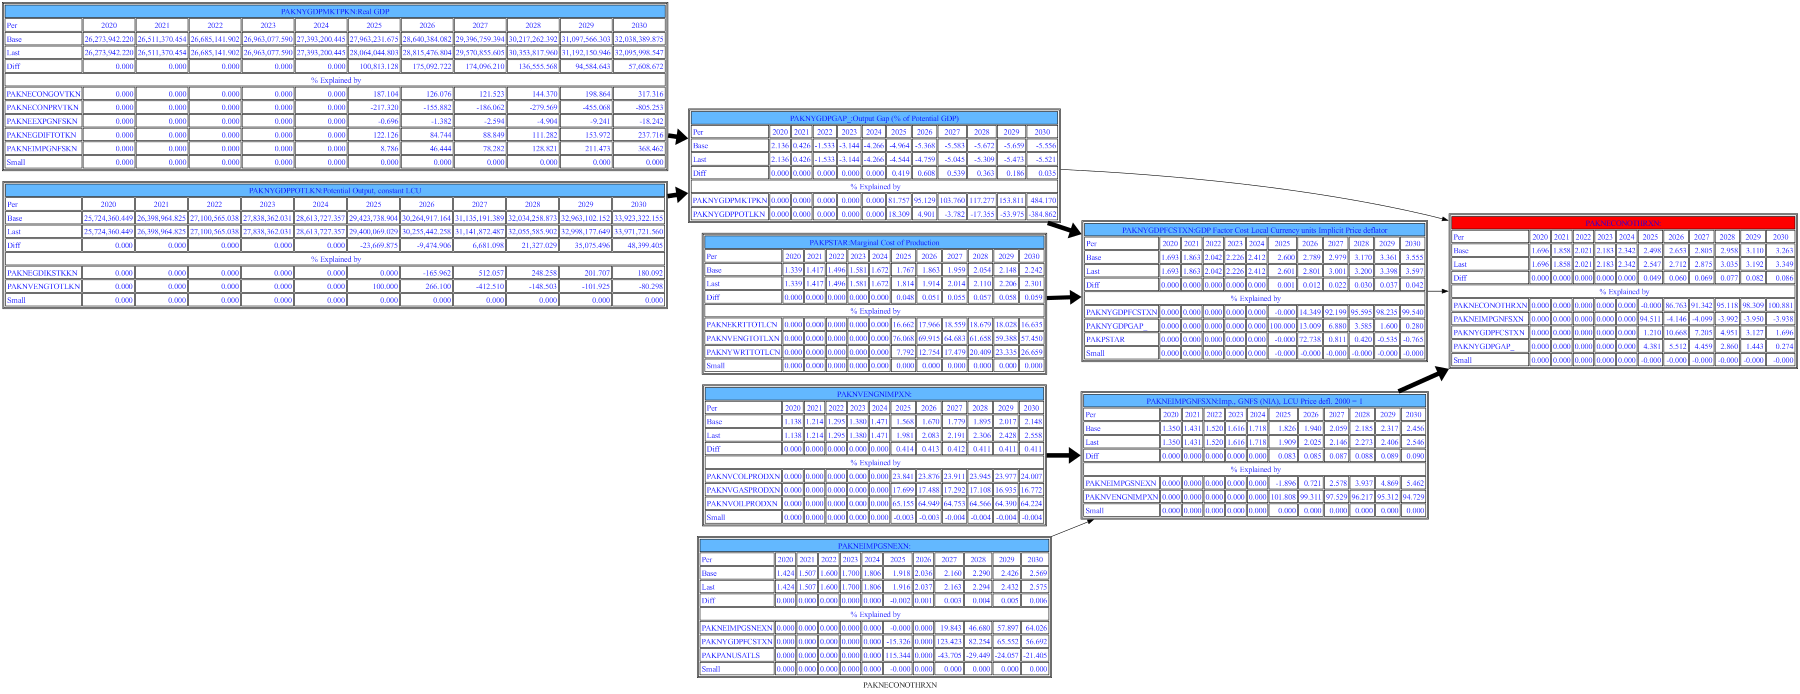 PAKNYGDPMKTPKN:Real GDP
Per 2020 2021 2022 2023 2024 2025 2026 2027 2028 2029 2030
Base 26,273,942.220 26,511,370.454 26,685,141.902 26,963,077.590 27,393,200.445 27,963,231.675 28,640,384.082 29,396,759.394 30,217,262.392 31,097,566.303 32,038,389.875
Last 26,273,942.220 26,511,370.454 26,685,141.902 26,963,077.590 27,393,200.445 28,064,044.803 28,815,476.804 29,570,855.605 30,353,817.960 31,192,150.946 32,095,998.547
Diff 0.000 0.000 0.000 0.000 0.000 100,813.128 175,092.722 174,096.210 136,555.568 94,584.643 57,608.672
% Explained by
PAKNECONGOVTKN 0.000 0.000 0.000 0.000 0.000 187.104 126.076 121.523 144.370 198.864 317.316
PAKNECONPRVTKN 0.000 0.000 0.000 0.000 0.000 -217.320 -155.882 -186.062 -279.569 -455.068 -805.253
PAKNEEXPGNFSKN 0.000 0.000 0.000 0.000 0.000 -0.696 -1.382 -2.594 -4.904 -9.241 -18.242
PAKNEGDIFTOTKN 0.000 0.000 0.000 0.000 0.000 122.126 84.744 88.849 111.282 153.972 237.716
PAKNEIMPGNFSKN 0.000 0.000 0.000 0.000 0.000 8.786 46.444 78.282 128.821 211.473 368.462
Small 0.000 0.000 0.000 0.000 0.000 0.000 0.000 0.000 0.000 0.000 0.000
PAKNYGDPPOTLKN:Potential Output, constant LCU
Per 2020 2021 2022 2023 2024 2025 2026 2027 2028 2029 2030
Base 25,724,360.449 26,398,964.825 27,100,565.038 27,838,362.031 28,613,727.357 29,423,738.904 30,264,917.164 31,135,191.389 32,034,258.873 32,963,102.152 33,923,322.155
Last 25,724,360.449 26,398,964.825 27,100,565.038 27,838,362.031 28,613,727.357 29,400,069.029 30,255,442.258 31,141,872.487 32,055,585.902 32,998,177.649 33,971,721.560
Diff 0.000 0.000 0.000 0.000 0.000 -23,669.875 -9,474.906 6,681.098 21,327.029 35,075.496 48,399.405
% Explained by
PAKNEGDIKSTKKN 0.000 0.000 0.000 0.000 0.000 0.000 -165.962 512.057 248.258 201.707 180.092
PAKNVENGTOTLKN 0.000 0.000 0.000 0.000 0.000 100.000 266.100 -412.510 -148.503 -101.925 -80.298
Small 0.000 0.000 0.000 0.000 0.000 0.000 0.000 0.000 0.000 0.000 0.000
PAKNYGDPGAP_:Output Gap (% of Potential GDP)
Per 2020 2021 2022 2023 2024 2025 2026 2027 2028 2029 2030
Base 2.136 0.426 -1.533 -3.144 -4.266 -4.964 -5.368 -5.583 -5.672 -5.659 -5.556
Last 2.136 0.426 -1.533 -3.144 -4.266 -4.544 -4.759 -5.045 -5.309 -5.473 -5.521
Diff 0.000 0.000 0.000 0.000 0.000 0.419 0.608 0.539 0.363 0.186 0.035
% Explained by
PAKNYGDPMKTPKN 0.000 0.000 0.000 0.000 0.000 81.757 95.129 103.760 117.277 153.811 484.170
PAKNYGDPPOTLKN 0.000 0.000 0.000 0.000 0.000 18.309 4.901 -3.782 -17.355 -53.975 -384.862
PAKPSTAR:Marginal Cost of Production
Per 2020 2021 2022 2023 2024 2025 2026 2027 2028 2029 2030
Base 1.339 1.417 1.496 1.581 1.672 1.767 1.863 1.959 2.054 2.148 2.242
Last 1.339 1.417 1.496 1.581 1.672 1.814 1.914 2.014 2.110 2.206 2.301
Diff 0.000 0.000 0.000 0.000 0.000 0.048 0.051 0.055 0.057 0.058 0.059
% Explained by
PAKNEKRTTOTLCN 0.000 0.000 0.000 0.000 0.000 16.662 17.966 18.559 18.679 18.028 16.635
PAKNVENGTOTLXN 0.000 0.000 0.000 0.000 0.000 76.068 69.915 64.683 61.658 59.388 57.450
PAKNYWRTTOTLCN 0.000 0.000 0.000 0.000 0.000 7.792 12.754 17.479 20.409 23.335 26.659
Small 0.000 0.000 0.000 0.000 0.000 0.000 0.000 0.000 0.000 0.000 0.000
PAKNVENGNIMPXN:
Per 2020 2021 2022 2023 2024 2025 2026 2027 2028 2029 2030
Base 1.138 1.214 1.295 1.380 1.471 1.568 1.670 1.779 1.895 2.017 2.148
Last 1.138 1.214 1.295 1.380 1.471 1.981 2.083 2.191 2.306 2.428 2.558
Diff 0.000 0.000 0.000 0.000 0.000 0.414 0.413 0.412 0.411 0.411 0.411
% Explained by
PAKNVCOLPRODXN 0.000 0.000 0.000 0.000 0.000 23.841 23.876 23.911 23.945 23.977 24.007
PAKNVGASPRODXN 0.000 0.000 0.000 0.000 0.000 17.699 17.488 17.292 17.108 16.935 16.772
PAKNVOILPRODXN 0.000 0.000 0.000 0.000 0.000 65.155 64.949 64.753 64.566 64.390 64.224
Small 0.000 0.000 0.000 0.000 0.000 -0.003 -0.003 -0.004 -0.004 -0.004 -0.004
PAKNEIMPGSNEXN:
Per 2020 2021 2022 2023 2024 2025 2026 2027 2028 2029 2030
Base 1.424 1.507 1.600 1.700 1.806 1.918 2.036 2.160 2.290 2.426 2.569
Last 1.424 1.507 1.600 1.700 1.806 1.916 2.037 2.163 2.294 2.432 2.575
Diff 0.000 0.000 0.000 0.000 0.000 -0.002 0.001 0.003 0.004 0.005 0.006
% Explained by
PAKNEIMPGSNEXN 0.000 0.000 0.000 0.000 0.000 -0.000 0.000 19.843 46.680 57.897 64.026
PAKNYGDPFCSTXN 0.000 0.000 0.000 0.000 0.000 -15.326 0.000 123.423 82.254 65.552 56.692
PAKPANUSATLS 0.000 0.000 0.000 0.000 0.000 115.344 0.000 -43.705 -29.449 -24.057 -21.405
Small 0.000 0.000 0.000 0.000 0.000 -0.000 0.000 0.000 0.000 0.000 0.000
PAKNYGDPFCSTXN:GDP Factor Cost Local Currency units Implicit Price deflator
Per 2020 2021 2022 2023 2024 2025 2026 2027 2028 2029 2030
Base 1.693 1.863 2.042 2.226 2.412 2.600 2.789 2.979 3.170 3.361 3.555
Last 1.693 1.863 2.042 2.226 2.412 2.601 2.801 3.001 3.200 3.398 3.597
Diff 0.000 0.000 0.000 0.000 0.000 0.001 0.012 0.022 0.030 0.037 0.042
% Explained by
PAKNYGDPFCSTXN 0.000 0.000 0.000 0.000 0.000 -0.000 14.349 92.199 95.595 98.235 99.540
PAKNYGDPGAP_ 0.000 0.000 0.000 0.000 0.000 100.000 13.009 6.880 3.585 1.600 0.280
PAKPSTAR 0.000 0.000 0.000 0.000 0.000 -0.000 72.738 0.811 0.420 -0.535 -0.765
Small 0.000 0.000 0.000 0.000 0.000 -0.000 -0.000 -0.000 -0.000 -0.000 -0.000
PAKNEIMPGNFSXN:Imp., GNFS (NIA), LCU Price defl. 2000 = 1
Per 2020 2021 2022 2023 2024 2025 2026 2027 2028 2029 2030
Base 1.350 1.431 1.520 1.616 1.718 1.826 1.940 2.059 2.185 2.317 2.456
Last 1.350 1.431 1.520 1.616 1.718 1.909 2.025 2.146 2.273 2.406 2.546
Diff 0.000 0.000 0.000 0.000 0.000 0.083 0.085 0.087 0.088 0.089 0.090
% Explained by
PAKNEIMPGSNEXN 0.000 0.000 0.000 0.000 0.000 -1.896 0.721 2.578 3.937 4.869 5.462
PAKNVENGNIMPXN 0.000 0.000 0.000 0.000 0.000 101.808 99.311 97.529 96.217 95.312 94.729
Small 0.000 0.000 0.000 0.000 0.000 0.000 0.000 0.000 0.000 0.000 0.000
PAKNECONOTHRXN:
Per 2020 2021 2022 2023 2024 2025 2026 2027 2028 2029 2030
Base 1.696 1.858 2.021 2.183 2.342 2.498 2.653 2.805 2.958 3.110 3.263
Last 1.696 1.858 2.021 2.183 2.342 2.547 2.712 2.875 3.035 3.192 3.349
Diff 0.000 0.000 0.000 0.000 0.000 0.049 0.060 0.069 0.077 0.082 0.086
% Explained by
PAKNECONOTHRXN 0.000 0.000 0.000 0.000 0.000 -0.000 86.763 91.342 95.118 98.309 100.881
PAKNEIMPGNFSXN 0.000 0.000 0.000 0.000 0.000 94.511 -4.146 -4.099 -3.992 -3.950 -3.938
PAKNYGDPFCSTXN 0.000 0.000 0.000 0.000 0.000 1.210 10.668 7.205 4.951 3.127 1.696
PAKNYGDPGAP_ 0.000 0.000 0.000 0.000 0.000 4.381 5.512 4.459 2.860 1.443 0.274
Small 0.000 0.000 0.000 0.000 0.000 -0.000 -0.000 -0.000 -0.000 -0.000 -0.000
PAKNECONOTHRXN